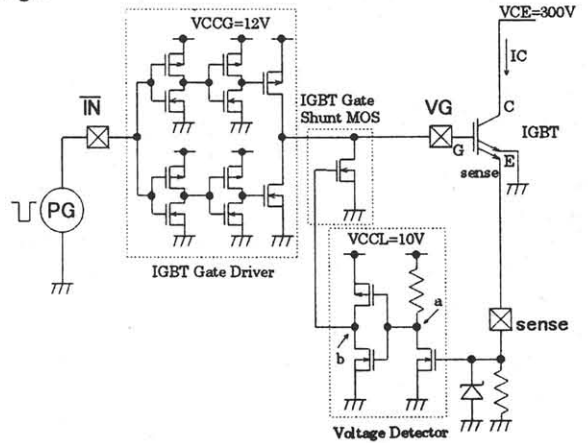 VCE=300V
VCCG=12V
IC
IN
IGBT Gate
Shunt MOS
VG
C
IGBT
G
E
sense
PG
IGBT Gate Driver
VCCL=10V
a
sense
b
Voltage Detector